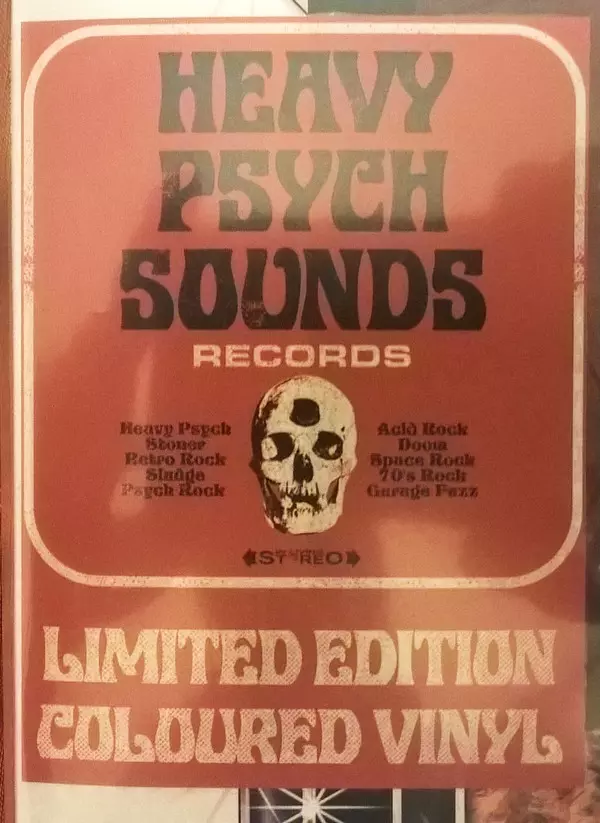 HEAVY
PSYCH
SOUNDS
RECORDS
Heavy Psych
Stoner
Retro Rock
Sludge
Psych Rock
Acid Rock
Doom
Space Rock
70's Rock
Garage Fuzz
STEREO
LIMITED EDITION
COLOURED VINYL